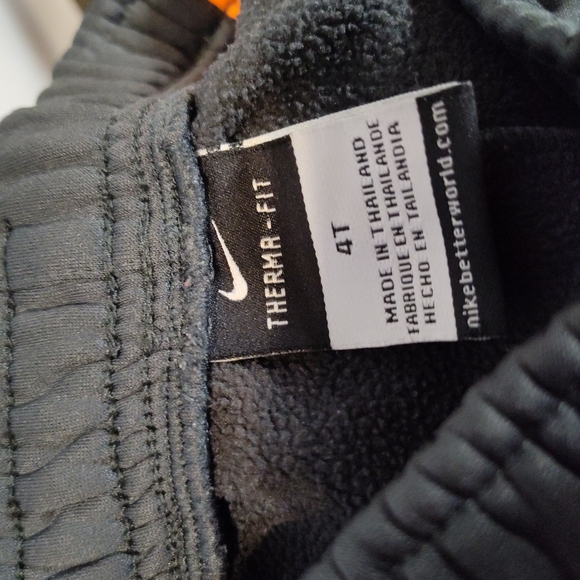 THERMA-FIT
4T
MADE IN THAILAND
FABRIQUE EN THAILANDE
HECHO EN TAILANDIA
nikebetterworld.com